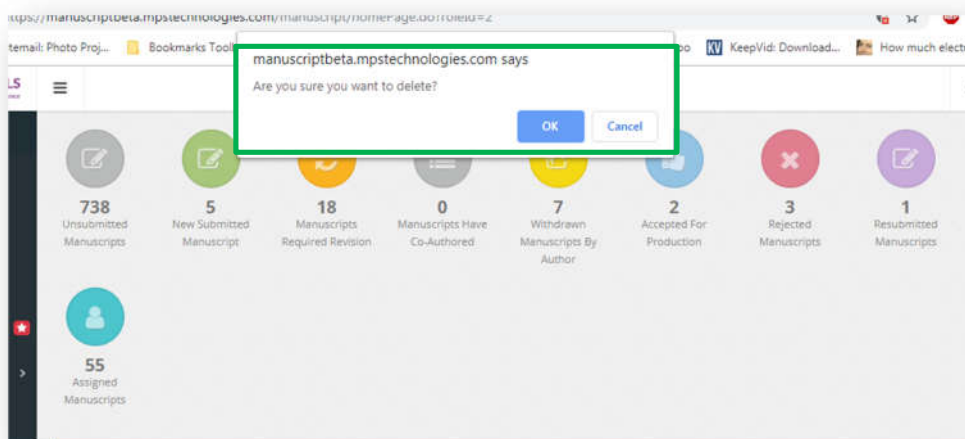 https://manuscriptbeta.mpstechnologies.com/manuscript/homePage.do?roleId=2
Photo Proj...
Bookmarks
KeepVid: Download...
How much
manuscriptbeta.mpstechnologies.com says
Are you sure you want to delete?
OK
Cancel
738
Unsubmitted
Manuscripts
5
New Submitted
Manuscript
18
Manuscripts
Required Revision
0
Manuscripts Have
Co-Authored
7
Withdrawn
Manuscripts By
Author
2
Accepted For
Production
3
Rejected
Manuscripts
1
Resubmitted
Manuscripts
55
Assigned
Manuscripts